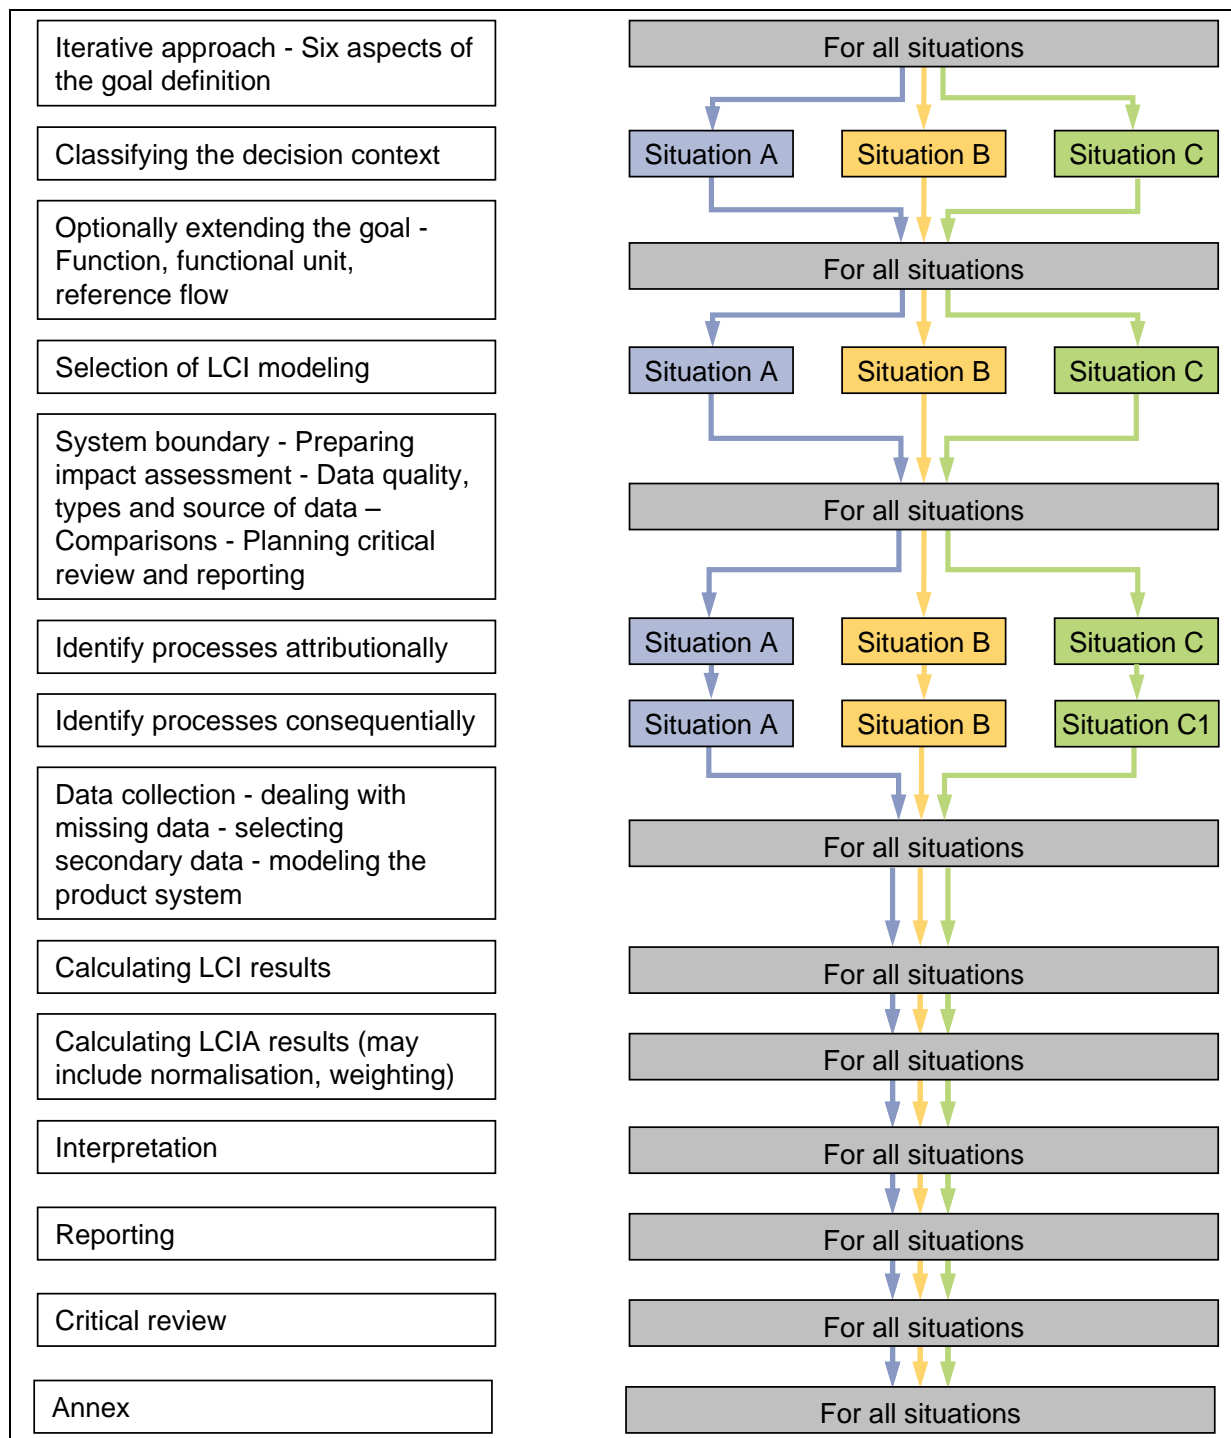 Iterative approach - Six aspects of
the goal definition
For all situations
Classifying the decision context
Situation A
Situation B
Situation C
Optionally extending the goal -
Function, functional unit,
reference flow
For all situations
Selection of LCI modeling
Situation A
Situation B
Situation C
System boundary - Preparing
impact assessment - Data quality,
types and source of data –
Comparisons - Planning critical
review and reporting
For all situations
Identify processes attributionally
Situation A
Situation B
Situation C
Identify processes consequentially
Situation A
Situation B
Situation C1
Data collection - dealing with
missing data - selecting
secondary data - modeling the
product system
For all situations
Calculating LCI results
For all situations
Calculating LCIA results (may
include normalisation, weighting)
For all situations
Interpretation
For all situations
Reporting
For all situations
Critical review
For all situations
Annex
For all situations